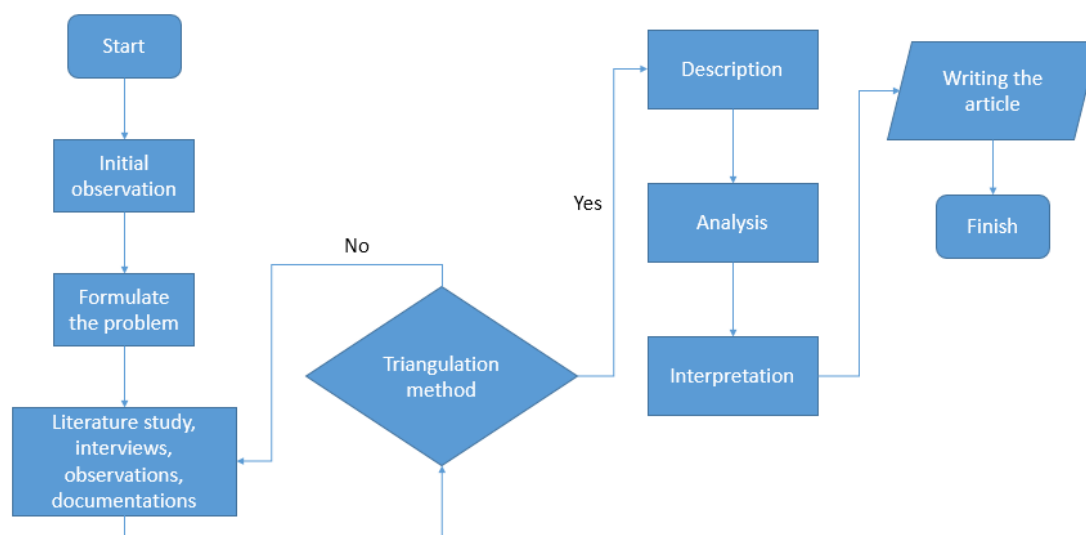 Start
Initial
observation
Formulate
the problem
Literature study,
interviews,
observations,
documentations
No
Triangulation
method
Yes
Description
Analysis
Interpretation
Writing the
article
Finish